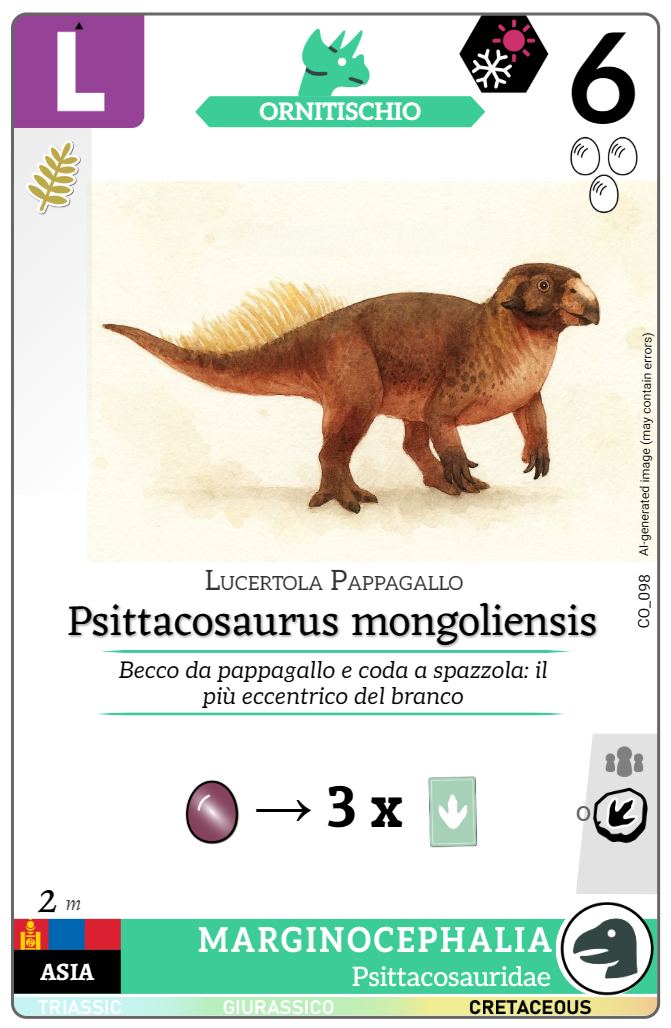 L
ORNITISCHIO
6
AI-generated image (may contain errors)
CO_098
Lucertola Pappagallo
Psittacosaurus mongoliensis
Becco da pappagallo e coda a spazzola: il
più eccentrico del branco
3 x
O
2 m
ASIA
MARGINOCEPHALIA
Psittacosauridae
TRIASSIC GIURASSICO CRETACEOUS